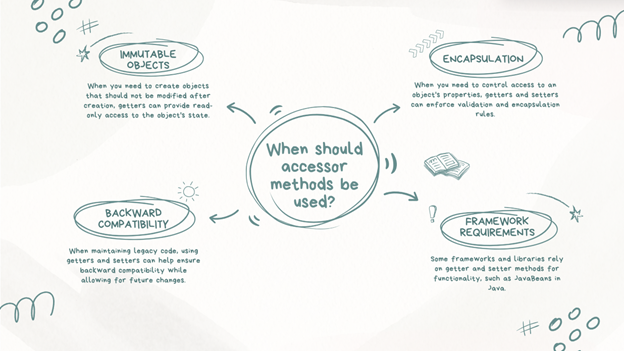 When should
accessor
methods be
used?
IMMUTABLE
OBJECTS
When you need to create objects
that should not be modified after
creation, getters can provide read-
only access to the object's state.
ENCAPSULATION
When you need to control access to an
object's properties, getters and setters
can enforce validation and encapsulation
rules.
BACKWARD
COMPATIBILITY
When maintaining legacy code, using
getters and setters can help ensure
backward compatibility while
allowing for future changes.
FRAMEWORK
REQUIREMENTS
Some frameworks and libraries rely
on getter and setter methods for
functionality, such as JavaBeans in
Java.